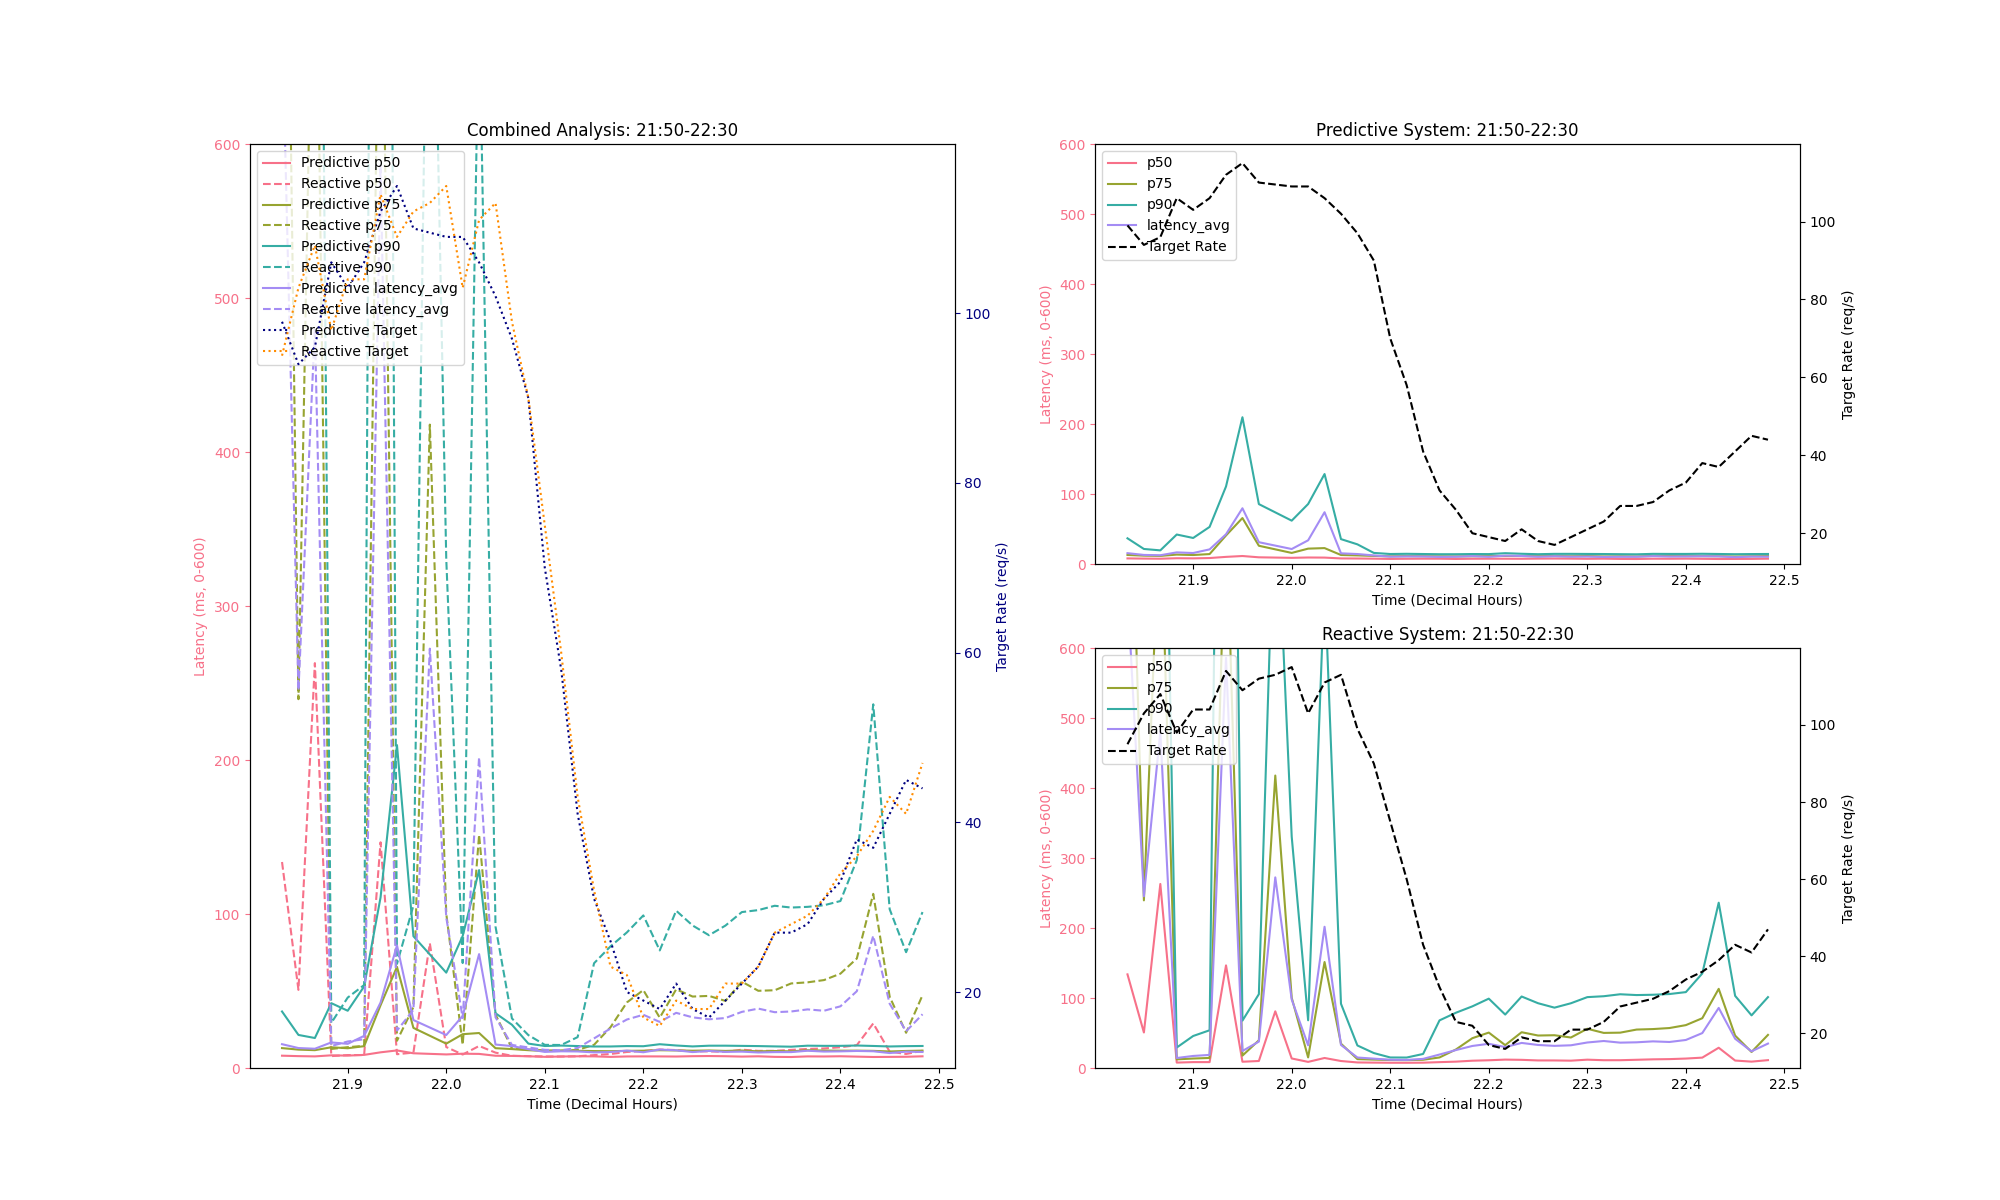 Combined Analysis: 21:50-22:30
600
500
400
300
200
100
0
Latency (ms, 0-600)
Predictive p50
Reactive p50
Predictive p75
Reactive p75
Predictive p90
Reactive p90
Predictive latency_avg
Reactive latency_avg
Predictive Target
Reactive Target
100
80
60
40
20
Target Rate (req/s)
21.9 22.0 22.1 22.2 22.3 22.4 22.5
Time (Decimal Hours)
Predictive System: 21:50-22:30
600
500
400
300
200
100
0
Latency (ms, 0-600)
p50
p75
p90
latency_avg
Target Rate
100
80
60
40
20
Target Rate (req/s)
21.9 22.0 22.1 22.2 22.3 22.4 22.5
Time (Decimal Hours)
Reactive System: 21:50-22:30
600
500
400
300
200
100
0
Latency (ms, 0-600)
p50
p75
p90
latency_avg
Target Rate
100
80
60
40
20
Target Rate (req/s)
21.9 22.0 22.1 22.2 22.3 22.4 22.5
Time (Decimal Hours)